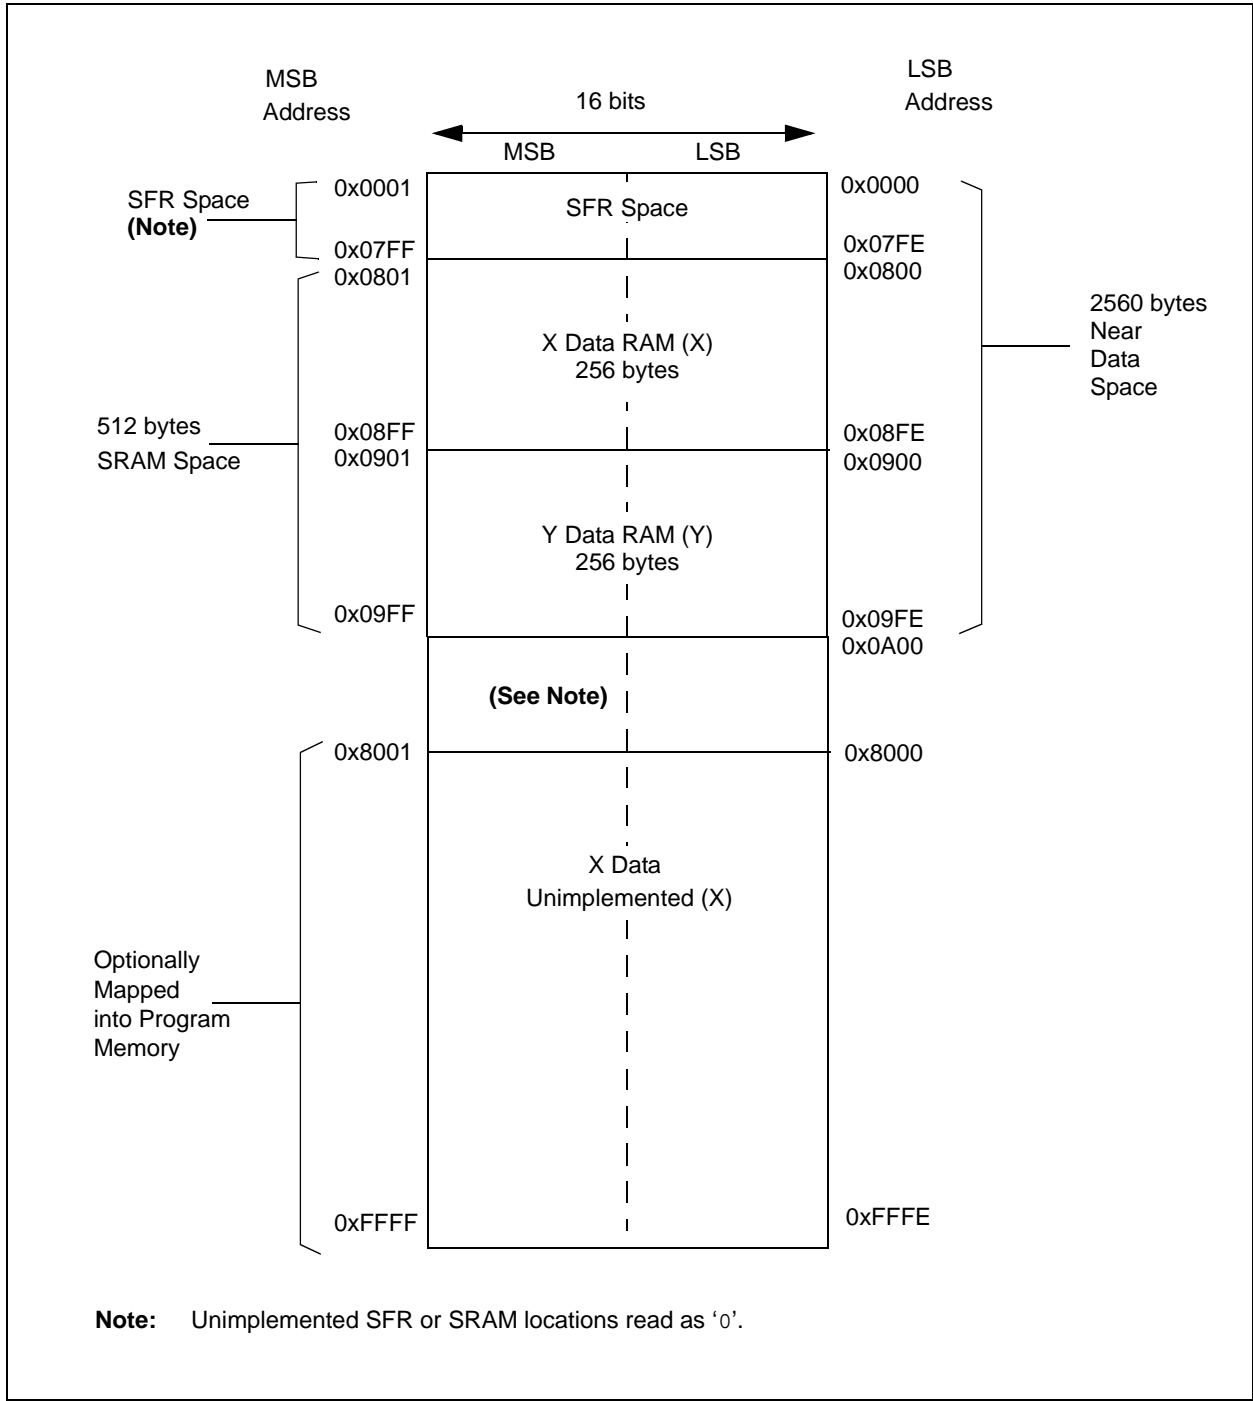 MSB
Address
16 bits
LSB
Address
MSB
LSB
SFR Space
(Note)
0x0001
SFR Space
0x0000
0x07FF
0x0801
0x07FE
0x0800
X Data RAM (X)
256 bytes
2560 bytes
Near
Data
Space
512 bytes
SRAM Space
0x08FF
0x0901
0x08FE
0x0900
Y Data RAM (Y)
256 bytes
0x09FF
0x09FE
0x0A00
(See Note)
0x8001
0x8000
X Data
Unimplemented (X)
Optionally
Mapped
into Program
Memory
0xFFFF
0xFFFE
Note: Unimplemented SFR or SRAM locations read as ‘0’.